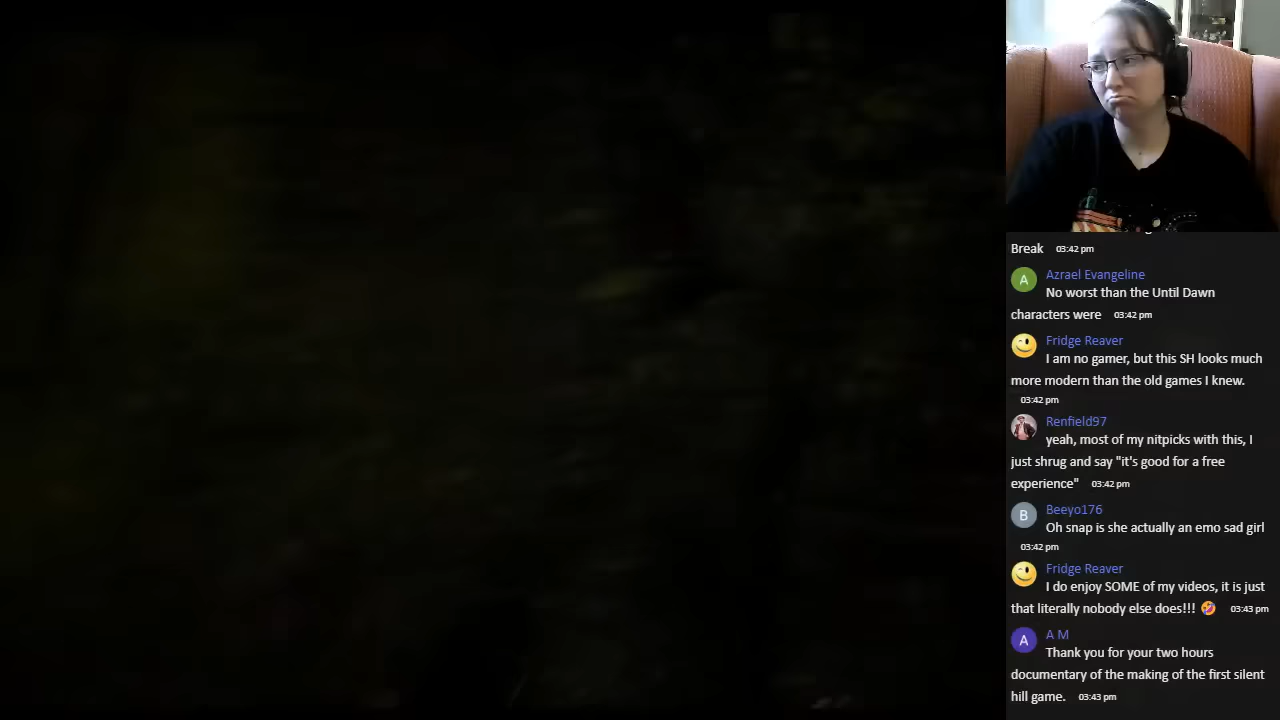 Break 03:42 pm
A Azrael Evangeline
No worst than the Until Dawn
characters were 03:42 pm
Fridge Reaver
I am no gamer, but this SH looks much
more modern than the old games I knew.
03:42 pm
Renfield97
yeah, most of my nitpicks with this, I
just shrug and say "it's good for a free
experience" 03:42 pm
B Beeyo176
Oh snap is she actually an emo sad girl
03:42 pm
Fridge Reaver
I do enjoy SOME of my videos, it is just
that literally nobody else does!!! 🤣 03:43 pm
A A M
Thank you for your two hours
documentary of the making of the first silent
hill game. 03:43 pm